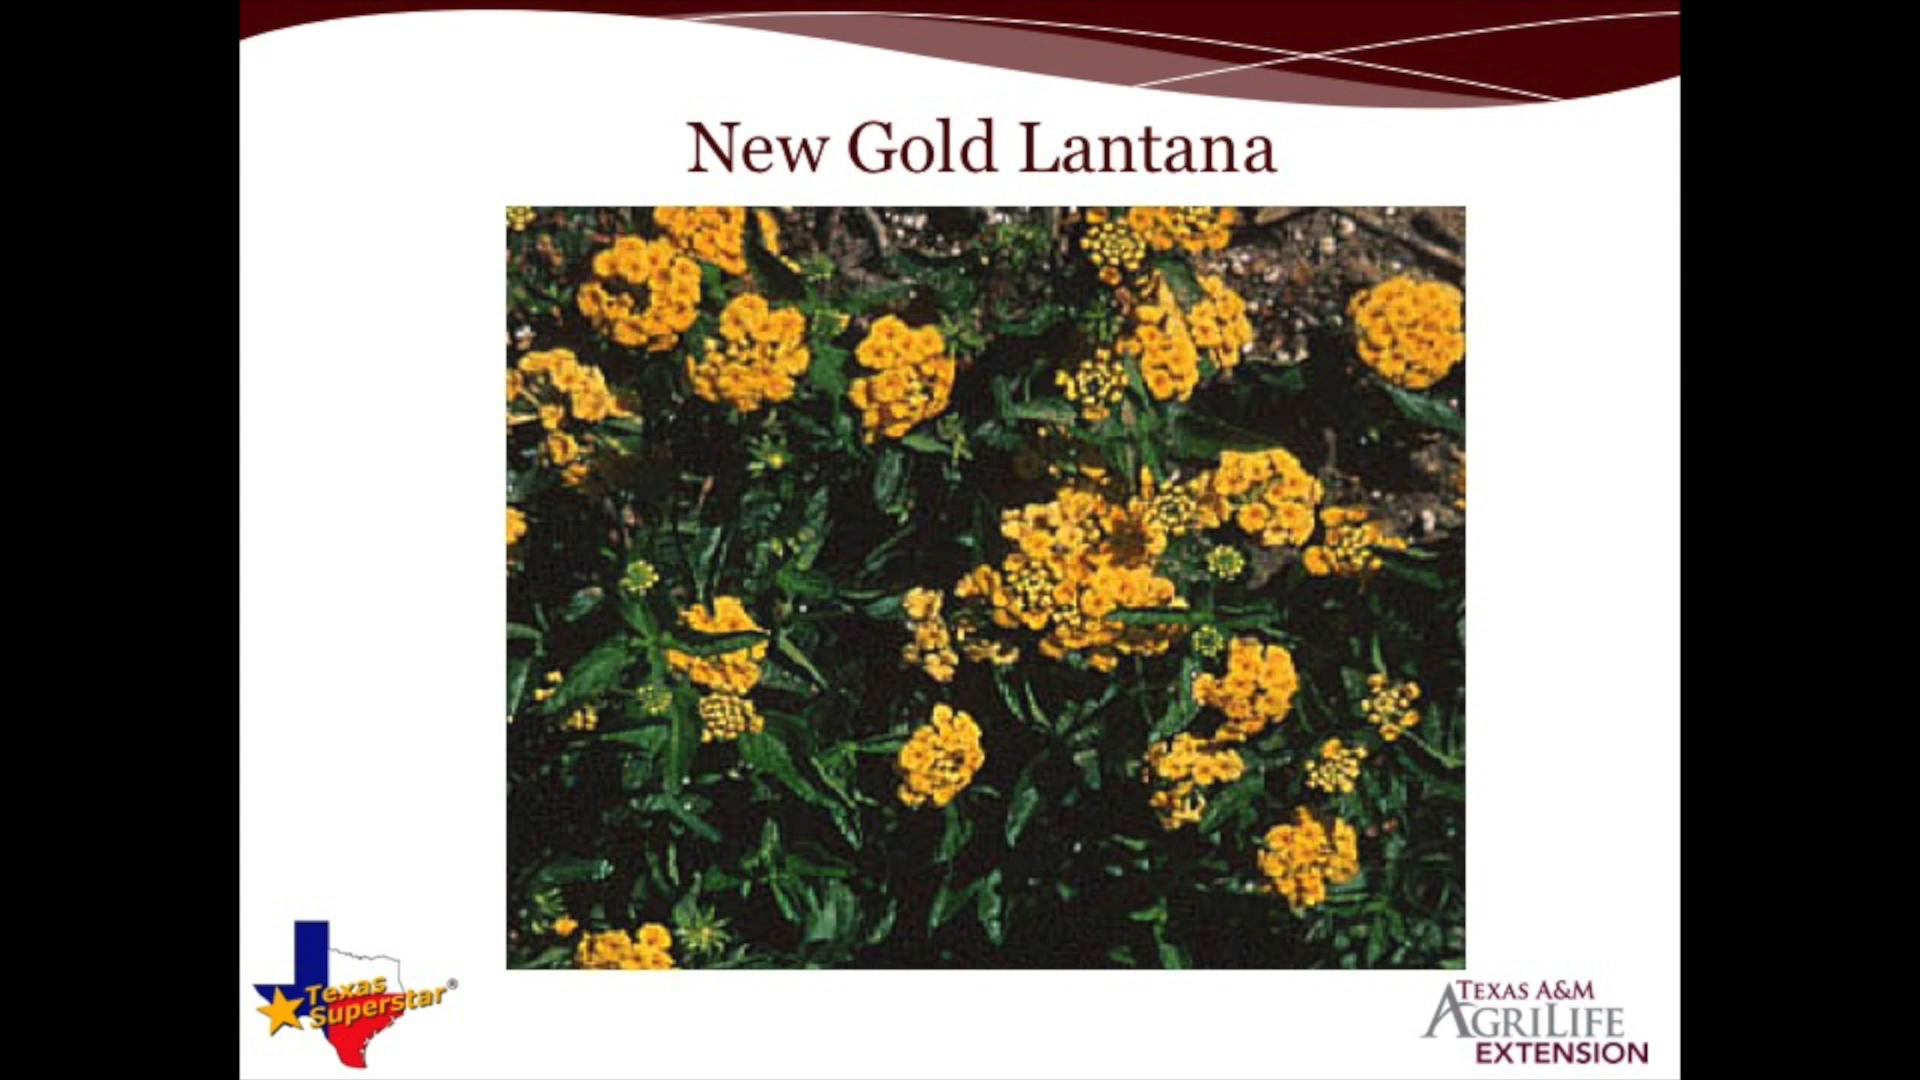 New Gold Lantana
Texas
Superstar®
TEXAS A&M
AGRILIFE
EXTENSION